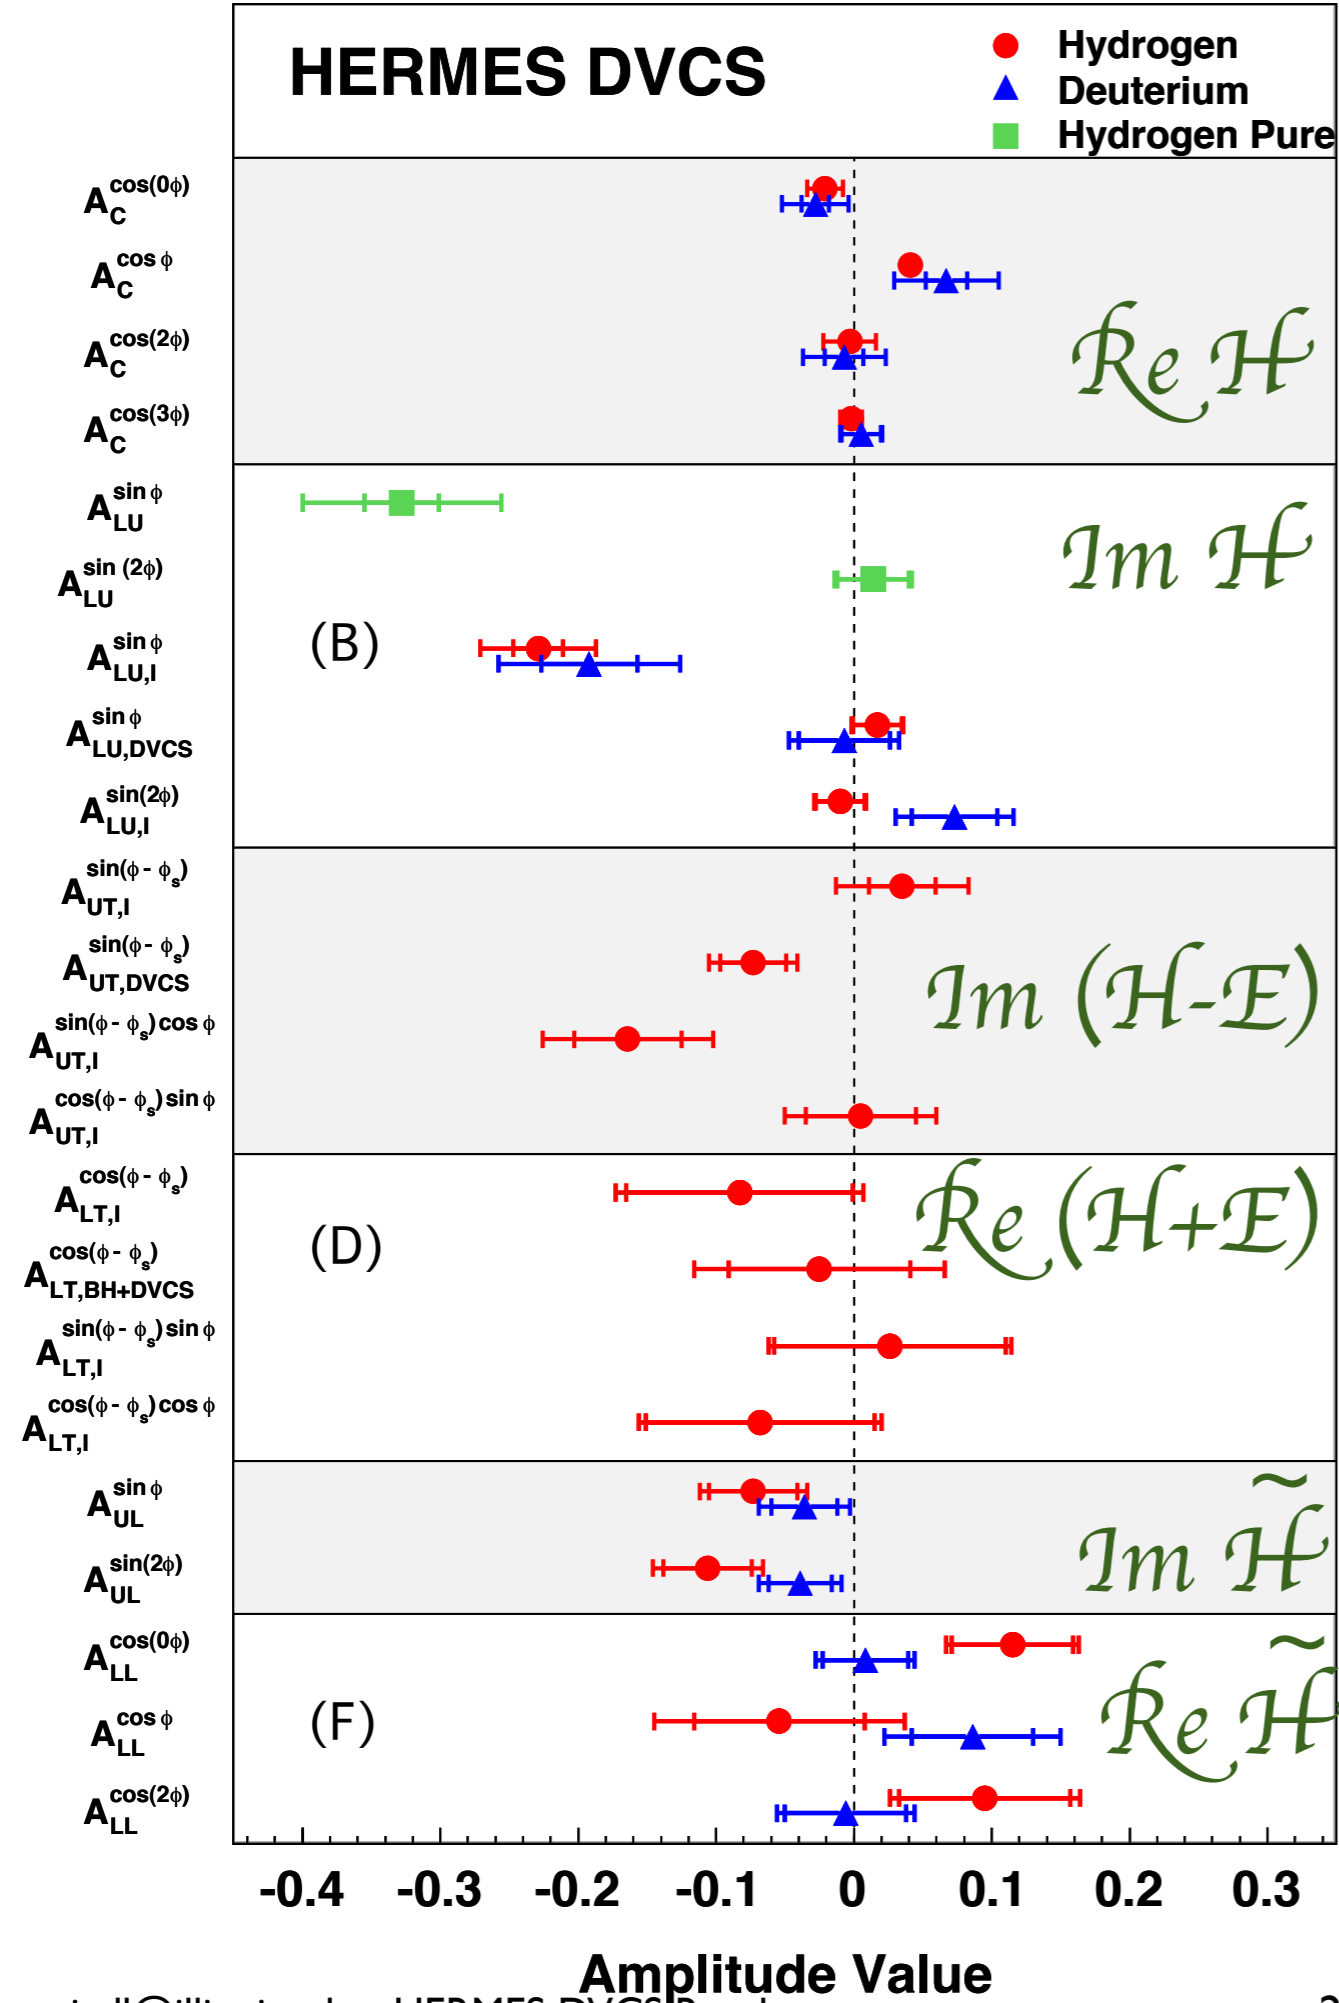 HERMES DVCS
Hydrogen
Deuterium
Hydrogen Pure
A_C^cos(0ϕ)
A_C^cos ϕ
A_C^cos(2ϕ)
A_C^cos(3ϕ)
Re H
A_LU^sin ϕ
A_LU^sin (2ϕ)
A_LU,I^sin ϕ
A_LU,DVCS^sin ϕ
A_LU,I^sin(2ϕ)
(B)
Im H
A_UT,I^sin(ϕ - ϕ_s)
A_UT,DVCS^sin(ϕ - ϕ_s)
A_UT,I^sin(ϕ - ϕ_s) cos ϕ
A_UT,I^cos(ϕ - ϕ_s) sin ϕ
Im (H-E)
A_LT,I^cos(ϕ - ϕ_s)
A_LT,BH+DVCS^cos(ϕ - ϕ_s)
A_LT,I^sin(ϕ - ϕ_s) sin ϕ
A_LT,I^cos(ϕ - ϕ_s) cos ϕ
(D)
Re (H+E)
A_UL^sin ϕ
A_UL^sin(2ϕ)
Im H̃
A_LL^cos(0ϕ)
A_LL^cos ϕ
A_LL^cos(2ϕ)
(F)
Re H̃
-0.4 -0.3 -0.2 -0.1 0 0.1 0.2 0.3
Amplitude Value
HERMES DVCS